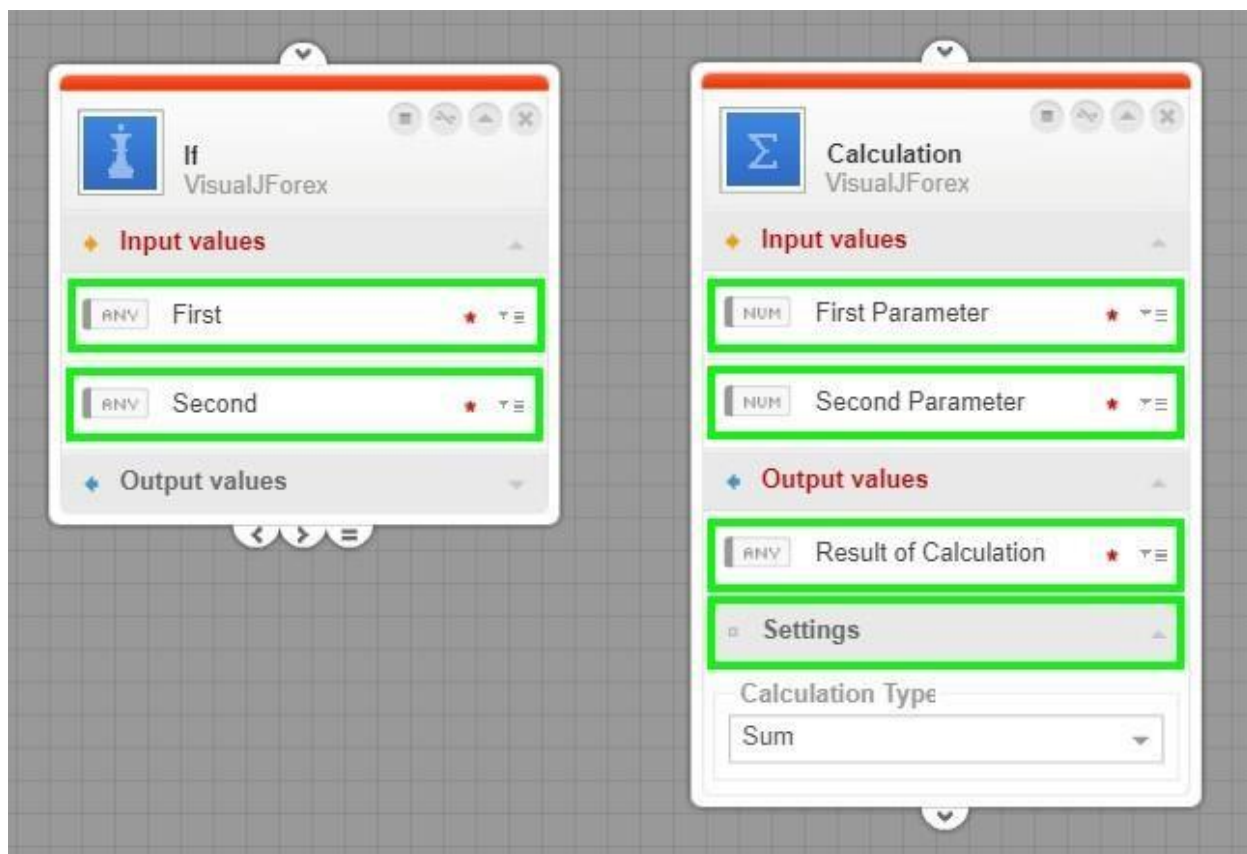 If
VisualJForex
Input values
ANY First
ANY Second
Output values
Calculation
VisualJForex
Input values
NUM First Parameter
NUM Second Parameter
Output values
ANY Result of Calculation
Settings
Calculation Type
Sum